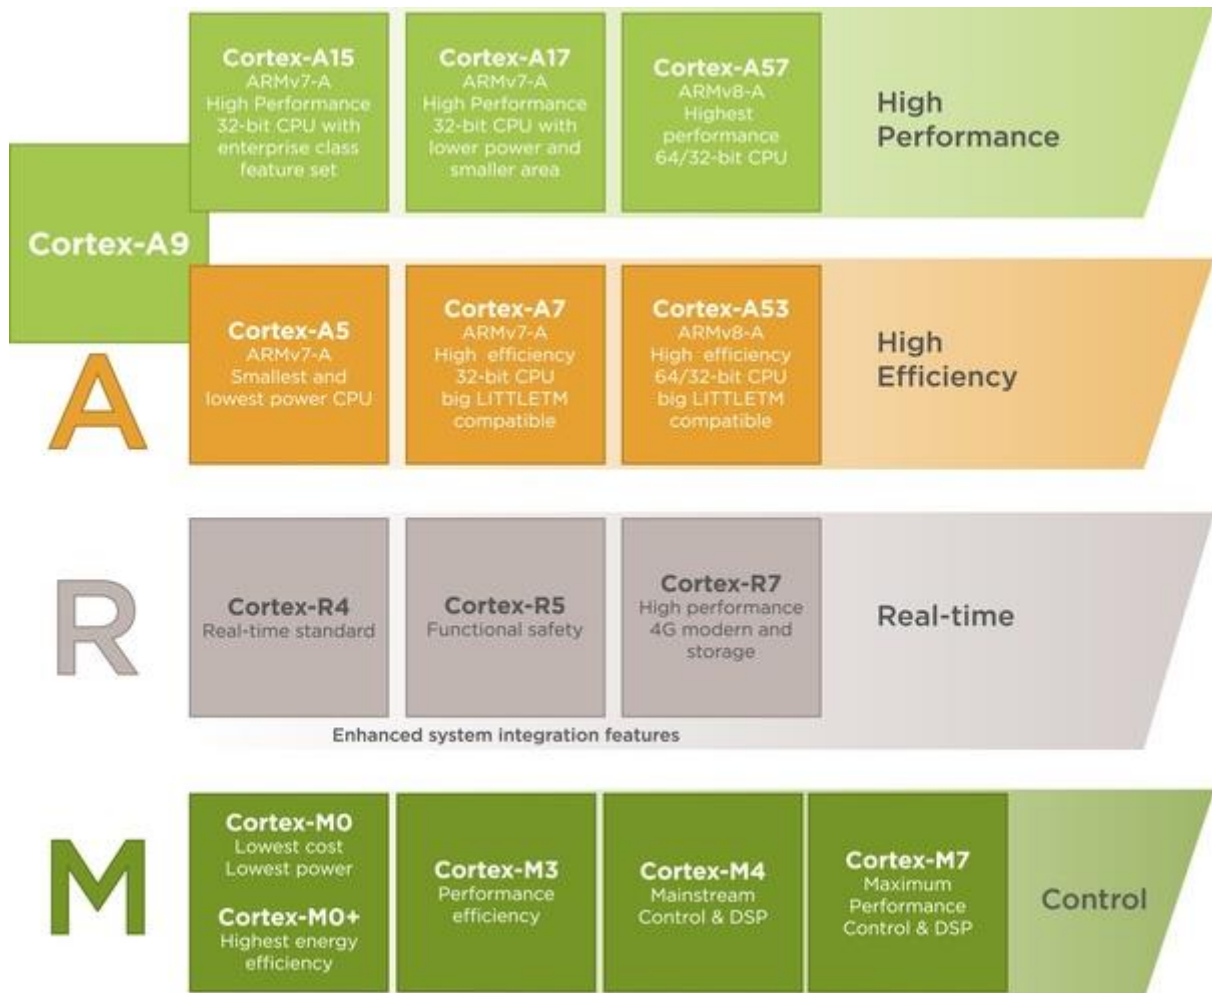 Cortex-A15
ARMv7-A
High Performance
32-bit CPU with
enterprise class
feature set
Cortex-A17
ARMv7-A
High Performance
32-bit CPU with
lower power and
smaller area
Cortex-A57
ARMv8-A
Highest
performance
64/32-bit CPU
High
Performance
Cortex-A9
A
Cortex-A5
ARMv7-A
Smallest and
lowest power CPU
Cortex-A7
ARMv7-A
High efficiency
32-bit CPU
big LITTLETM
compatible
Cortex-A53
ARMv8-A
High efficiency
64/32-bit CPU
big LITTLETM
compatible
High
Efficiency
R
Cortex-R4
Real-time standard
Cortex-R5
Functional safety
Cortex-R7
High performance
4G modern and
storage
Real-time
Enhanced system integration features
M
Cortex-M0
Lowest cost
Lowest power
Cortex-M0+
Highest energy
efficiency
Cortex-M3
Performance
efficiency
Cortex-M4
Mainstream
Control & DSP
Cortex-M7
Maximum
Performance
Control & DSP
Control